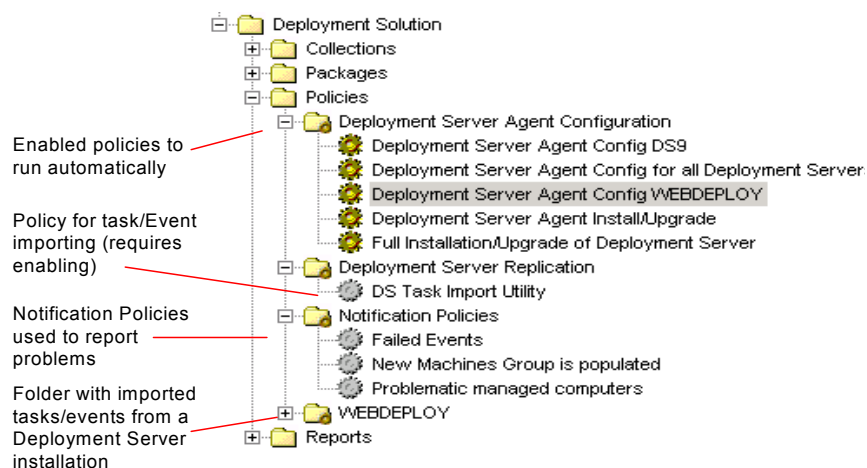 Deployment Solution
Collections
Packages
Policies
Deployment Server Agent Configuration
Deployment Server Agent Config DS9
Deployment Server Agent Config for all Deployment Servers
Deployment Server Agent Config WEBDEPLOY
Deployment Server Agent Install/Upgrade
Full Installation/Upgrade of Deployment Server
Deployment Server Replication
DS Task Import Utility
Notification Policies
Failed Events
New Machines Group is populated
Problematic managed computers
WEBDEPLOY
Reports
Enabled policies to
run automatically
Policy for task/Event
importing (requires
enabling)
Notification Policies
used to report
problems
Folder with imported
tasks/events from a
Deployment Server
installation